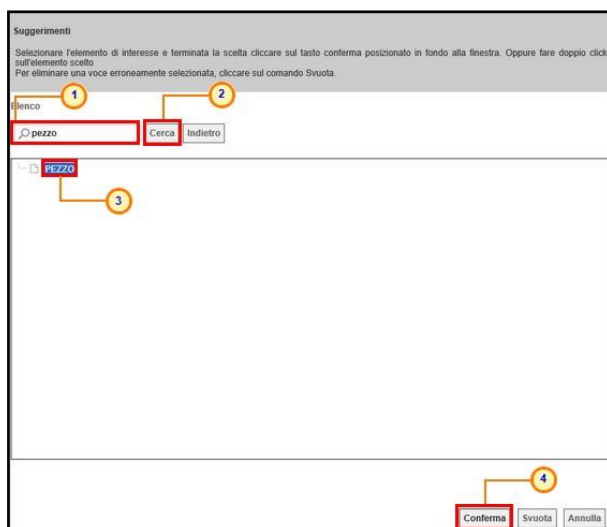 Suggerimenti
Selezionare l'elemento di interesse e terminata la scelta cliccare sul tasto conferma posizionato in fondo alla finestra. Oppure fare doppio click
sull'elemento scelto
Per eliminare una voce erroneamente selezionata, cliccare sul comando Svuota.
1 2
Elenco
pezzo Cerca Indietro
PEZZO
3
4
Conferma Svuota Annulla